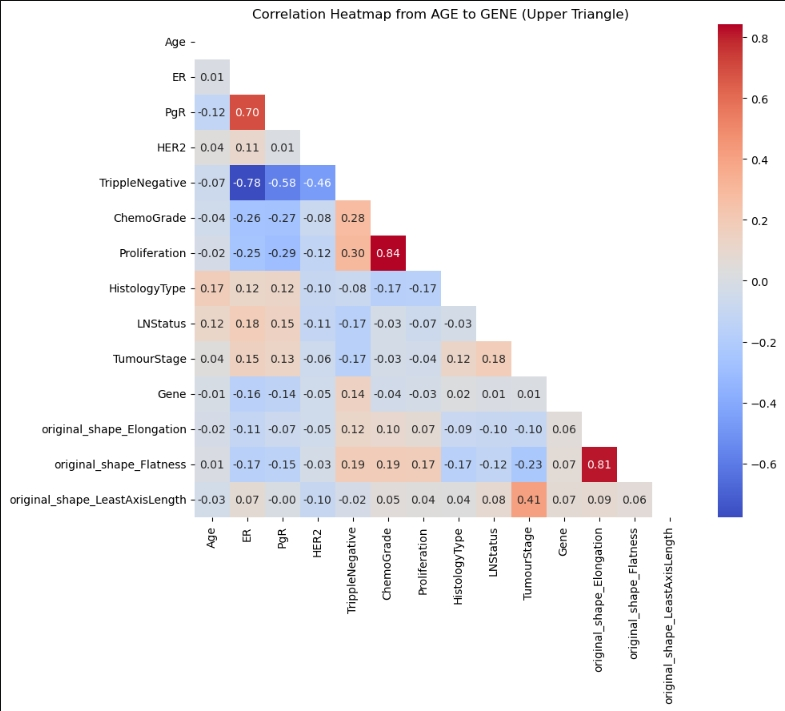 Correlation Heatmap from AGE to GENE (Upper Triangle)
Age
ER 0.01
PgR -0.12 0.70
HER2 0.04 0.11 0.01
TrippleNegative -0.07 -0.78 -0.58 -0.46
ChemoGrade -0.04 -0.26 -0.27 -0.08 0.28
Proliferation -0.02 -0.25 -0.29 -0.12 0.30 0.84
HistologyType 0.17 0.12 0.12 -0.10 -0.08 -0.17 -0.17
LNStatus 0.12 0.18 0.15 -0.11 -0.17 -0.03 -0.07 -0.03
TumourStage 0.04 0.15 0.13 -0.06 -0.17 -0.03 -0.04 0.12 0.18
Gene -0.01 -0.16 -0.14 -0.05 0.14 -0.04 -0.03 0.02 0.01 0.01
original_shape_Elongation -0.02 -0.11 -0.07 -0.05 0.12 0.10 0.07 -0.09 -0.10 -0.10 0.06
original_shape_Flatness 0.01 -0.17 -0.15 -0.03 0.19 0.19 0.17 -0.17 -0.12 -0.23 0.07 0.81
original_shape_LeastAxisLength -0.03 0.07 -0.00 -0.10 -0.02 0.05 0.04 0.04 0.08 0.41 0.07 0.09 0.06
Age
ER
PgR
HER2
TrippleNegative
ChemoGrade
Proliferation
HistologyType
LNStatus
TumourStage
Gene
original_shape_Elongation
original_shape_Flatness
original_shape_LeastAxisLength
0.8
0.6
0.4
0.2
0.0
−0.2
−0.4
−0.6